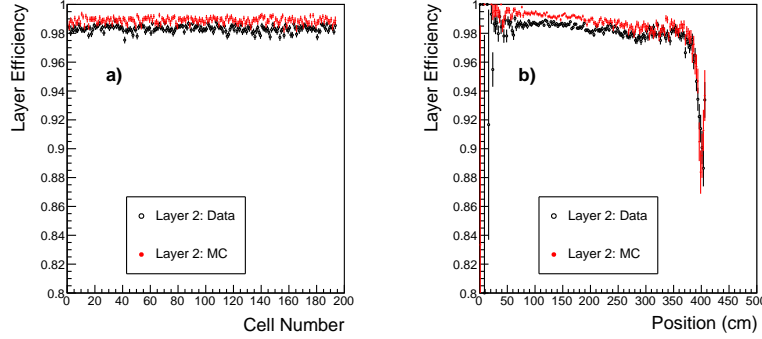 Layer Efficiency
1
0.98
0.96
0.94
0.92
0.9
0.88
0.86
0.84
0.82
0.8
a)
Layer 2: Data
Layer 2: MC
0 20 40 60 80 100 120 140 160 180 200
Cell Number
Layer Efficiency
1
0.98
0.96
0.94
0.92
0.9
0.88
0.86
0.84
0.82
0.8
b)
Layer 2: Data
Layer 2: MC
0 50 100 150 200 250 300 350 400 450 500
Position (cm)